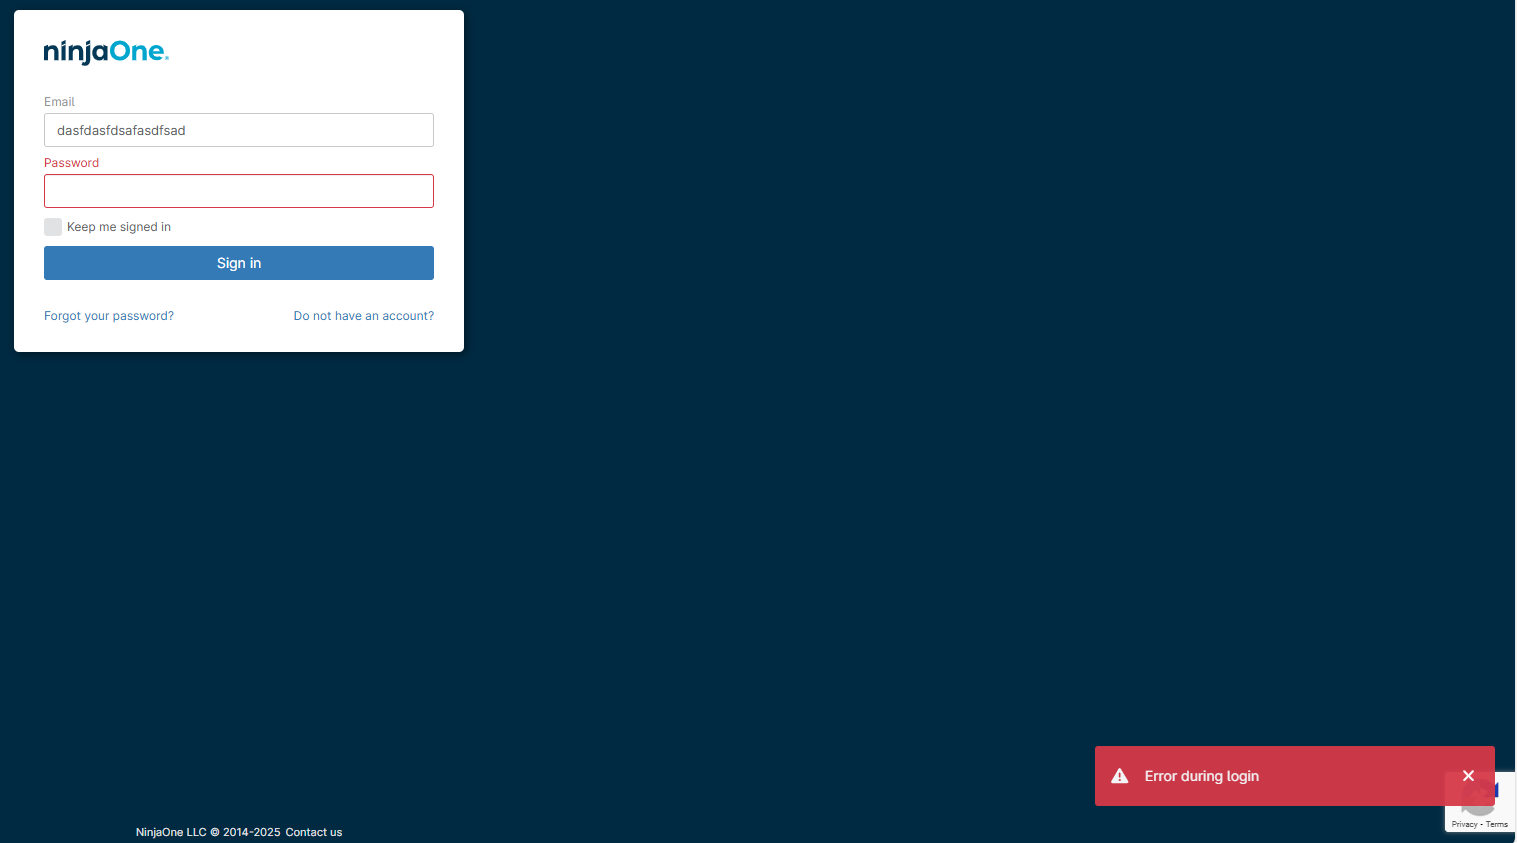 ninjaOne.
Email
dasfdasfdsafasdfsad
Password
Keep me signed in
Sign in
Forgot your password?
Do not have an account?
Error during login
Privacy - Terms
NinjaOne LLC © 2014-2025 Contact us